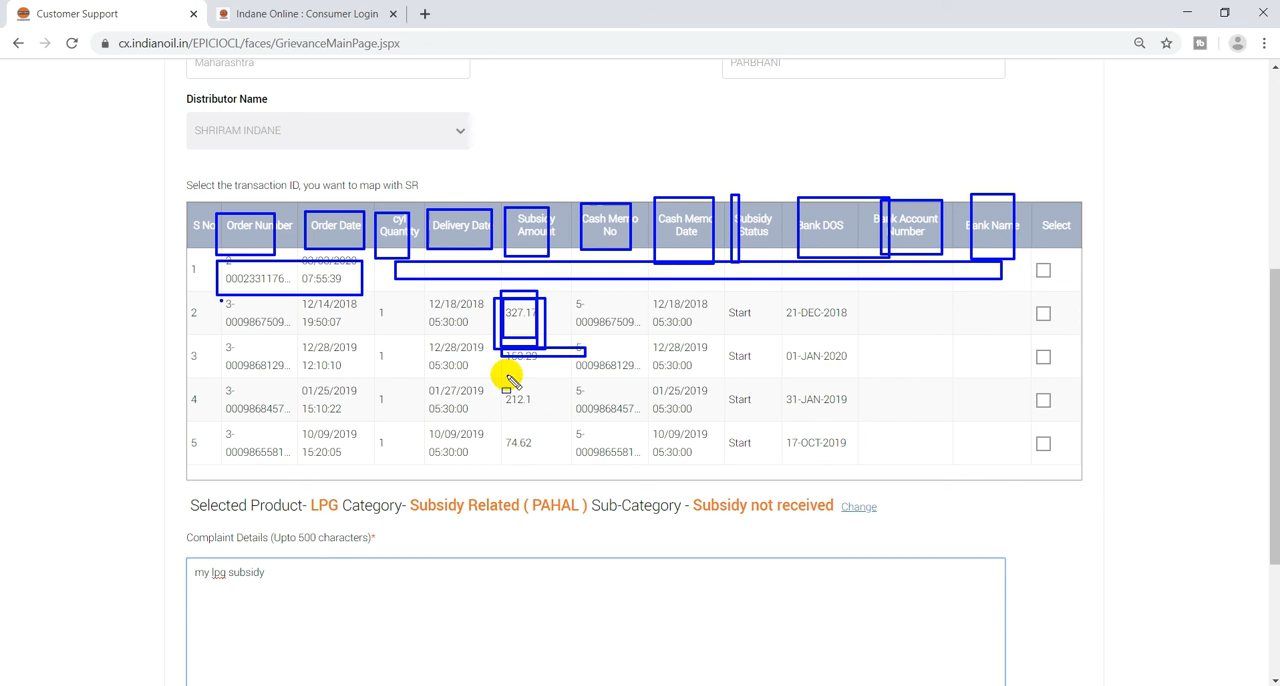 Customer Support
Indane Online : Consumer Login
cx.indianoil.in/EPICIOCL/faces/GrievanceMainPage.jspx
Maharashtra PARBHANI
Distributor Name
SHRIRAM INDANE
Select the transaction ID, you want to map with SR
S No Order Number Order Date cyl Quantity Delivery Date Subsidy Amount Cash Memo No Cash Memo Date Subsidy Status Bank DOS Bank Account Number Bank Name Select
1 2-0002331176... 03/03/2020 07:55:39
2 3-0009867509... 12/14/2018 19:50:07 1 12/18/2018 05:30:00 327.17 5-0009867509... 12/18/2018 05:30:00 Start 21-DEC-2018
3 3-0009868129... 12/28/2019 12:10:10 1 12/28/2019 05:30:00 5-0009868129... 12/28/2019 05:30:00 Start 01-JAN-2020
4 3-0009868457... 01/25/2019 15:10:22 1 01/27/2019 05:30:00 212.1 5-0009868457... 01/25/2019 05:30:00 Start 31-JAN-2019
5 3-0009865581... 10/09/2019 15:20:05 1 10/09/2019 05:30:00 74.62 5-0009865581... 10/09/2019 05:30:00 Start 17-OCT-2019
Selected Product- LPG Category- Subsidy Related ( PAHAL ) Sub-Category - Subsidy not received Change
Complaint Details (Upto 500 characters)*
my lpg subsidy